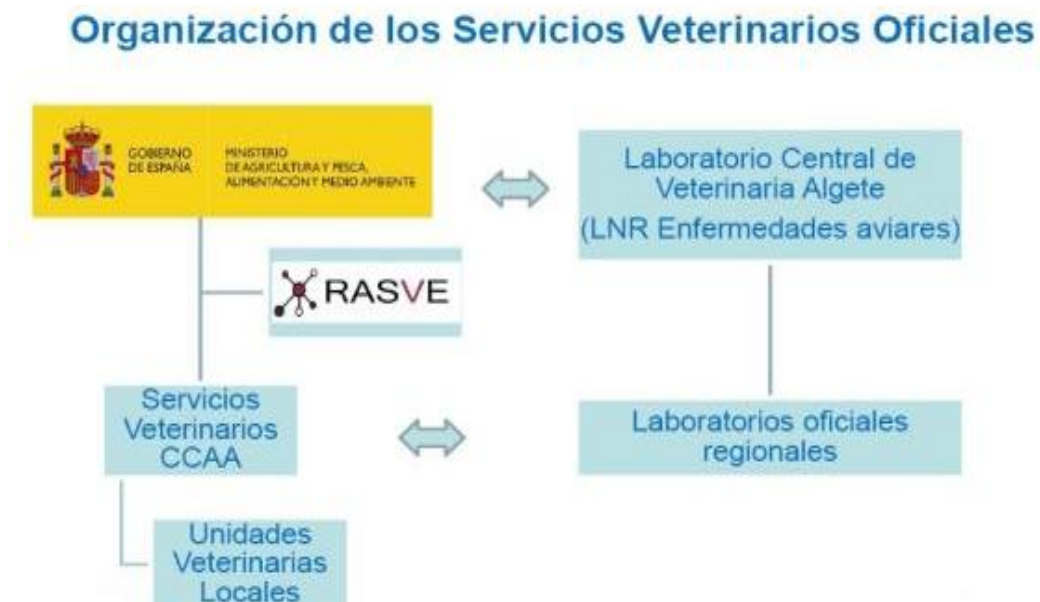 Organización de los Servicios Veterinarios Oficiales
GOBIERNO
DE ESPAÑA
MINISTERIO
DE AGRICULTURA Y PESCA,
ALIMENTACIÓN Y MEDIO AMBIENTE
Laboratorio Central de
Veterinaria Algete
(LNR Enfermedades aviares)
RASVE
Servicios
Veterinarios
CCAA
Laboratorios oficiales
regionales
Unidades
Veterinarias
Locales